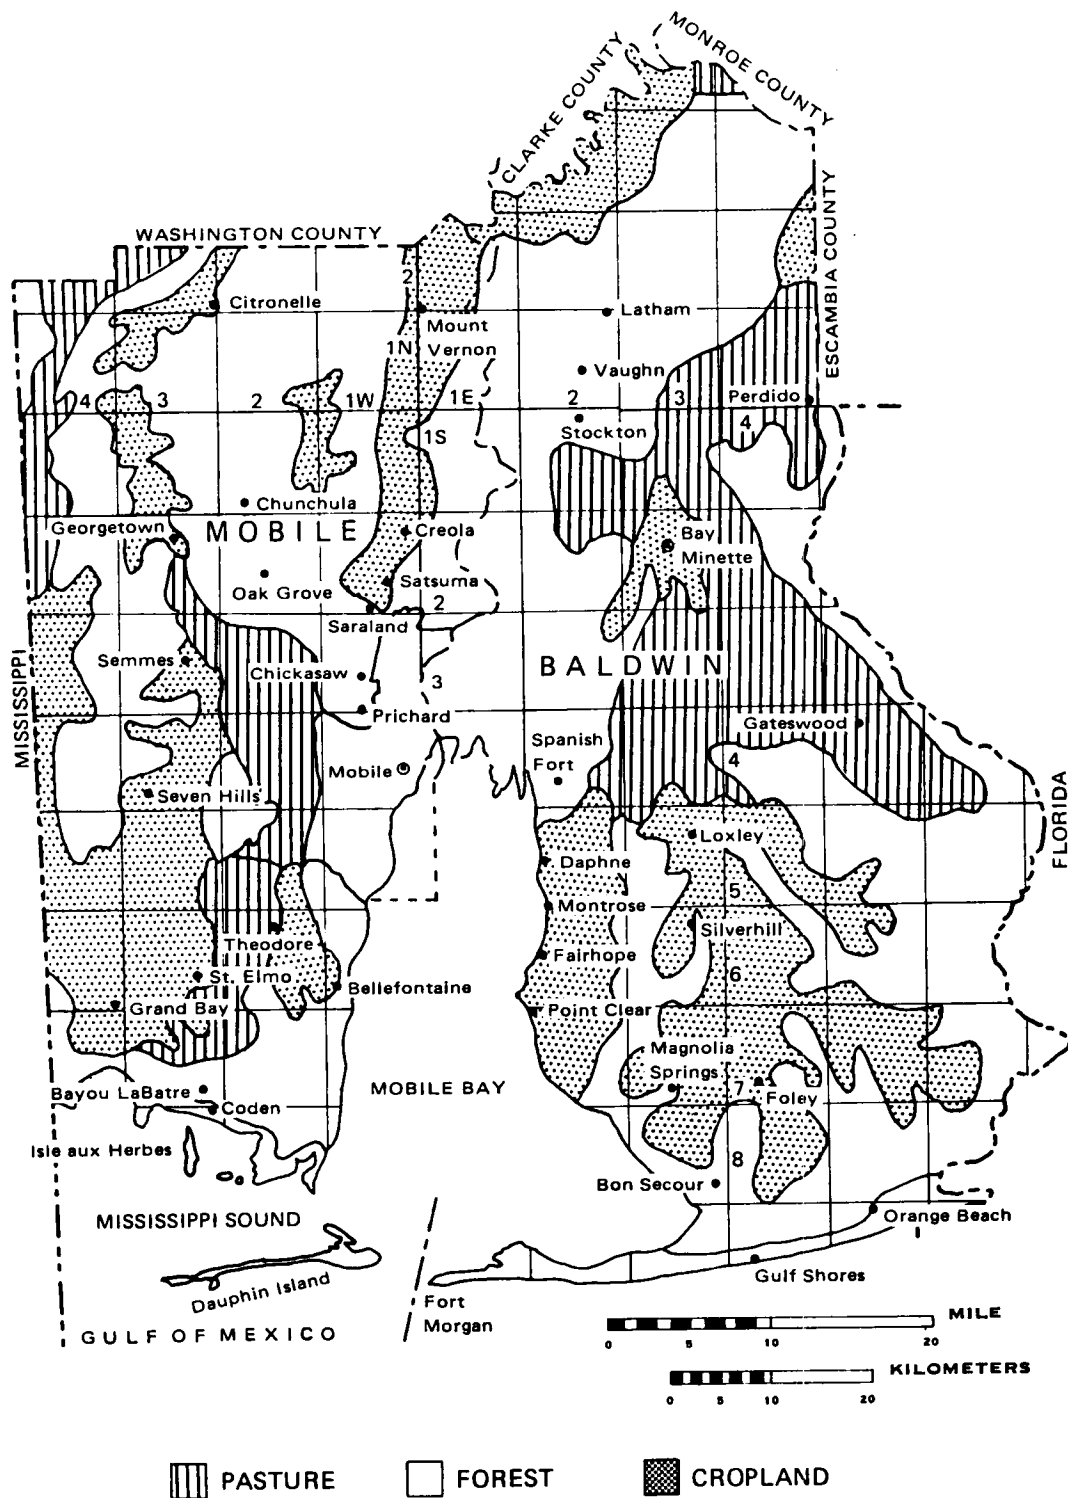 MONROE COUNTY
CLARKE COUNTY
ESCAMBIA COUNTY
WASHINGTON COUNTY
2
Citronelle
Mount
Vernon
Latham
1N
Vaughn
4
3
2
1W
1E
2
3
Perdido
4
1S
Stockton
Chunchula
Georgetown
MOBILE
Creola
Bay
Minette
Oak Grove
Satsuma
2
Saraland
Semmes
Chickasaw
3
BALDWIN
MISSISSIPPI
Prichard
Gateswood
Spanish
Fort
4
Mobile
Seven Hills
FLORIDA
Loxley
Daphne
5
Montrose
Silverhill
Theodore
Fairhope
St. Elmo
6
Bellefontaine
Grand Bay
Point Clear
Magnolia
Springs
7
Foley
Bayou LaBatre
MOBILE BAY
Coden
Isle aux Herbes
8
Bon Secour
MISSISSIPPI SOUND
Orange Beach
Dauphin Island
Gulf Shores
Fort
Morgan
GULF OF MEXICO
MILE
0 5 10 20
KILOMETERS
0 5 10 20
PASTURE
FOREST
CROPLAND